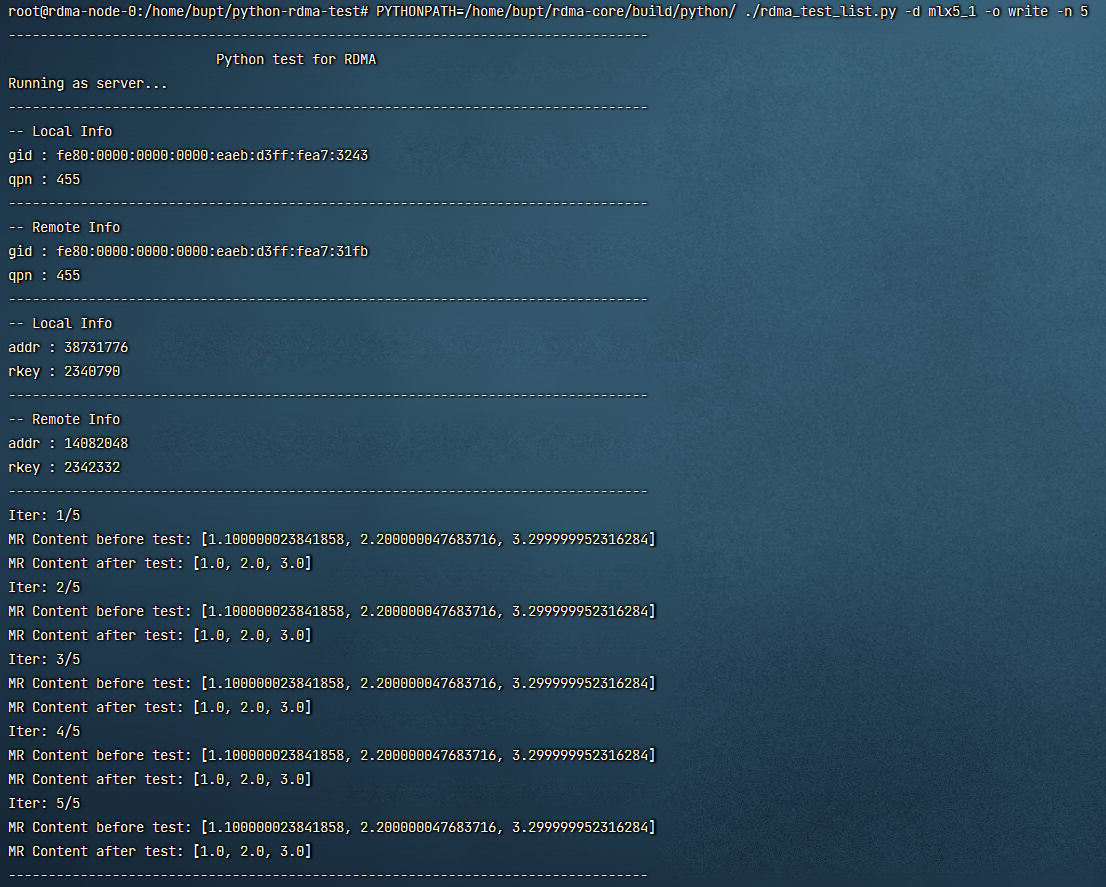 root@rdma-node-0:/home/bupt/python-rdma-test# PYTHONPATH=/home/bupt/rdma-core/build/python/ ./rdma_test_list.py -d mlx5_1 -o write -n 5
--------------------------------------------------------------------------------
Python test for RDMA
Running as server...
--------------------------------------------------------------------------------
-- Local Info
gid : fe80:0000:0000:0000:eaeb:d3ff:fea7:3243
qpn : 455
--------------------------------------------------------------------------------
-- Remote Info
gid : fe80:0000:0000:0000:eaeb:d3ff:fea7:31fb
qpn : 455
--------------------------------------------------------------------------------
-- Local Info
addr : 38731776
rkey : 2340790
--------------------------------------------------------------------------------
-- Remote Info
addr : 14082048
rkey : 2342332
--------------------------------------------------------------------------------
Iter: 1/5
MR Content before test: [1.100000023841858, 2.200000047683716, 3.299999952316284]
MR Content after test: [1.0, 2.0, 3.0]
Iter: 2/5
MR Content before test: [1.100000023841858, 2.200000047683716, 3.299999952316284]
MR Content after test: [1.0, 2.0, 3.0]
Iter: 3/5
MR Content before test: [1.100000023841858, 2.200000047683716, 3.299999952316284]
MR Content after test: [1.0, 2.0, 3.0]
Iter: 4/5
MR Content before test: [1.100000023841858, 2.200000047683716, 3.299999952316284]
MR Content after test: [1.0, 2.0, 3.0]
Iter: 5/5
MR Content before test: [1.100000023841858, 2.200000047683716, 3.299999952316284]
MR Content after test: [1.0, 2.0, 3.0]
--------------------------------------------------------------------------------